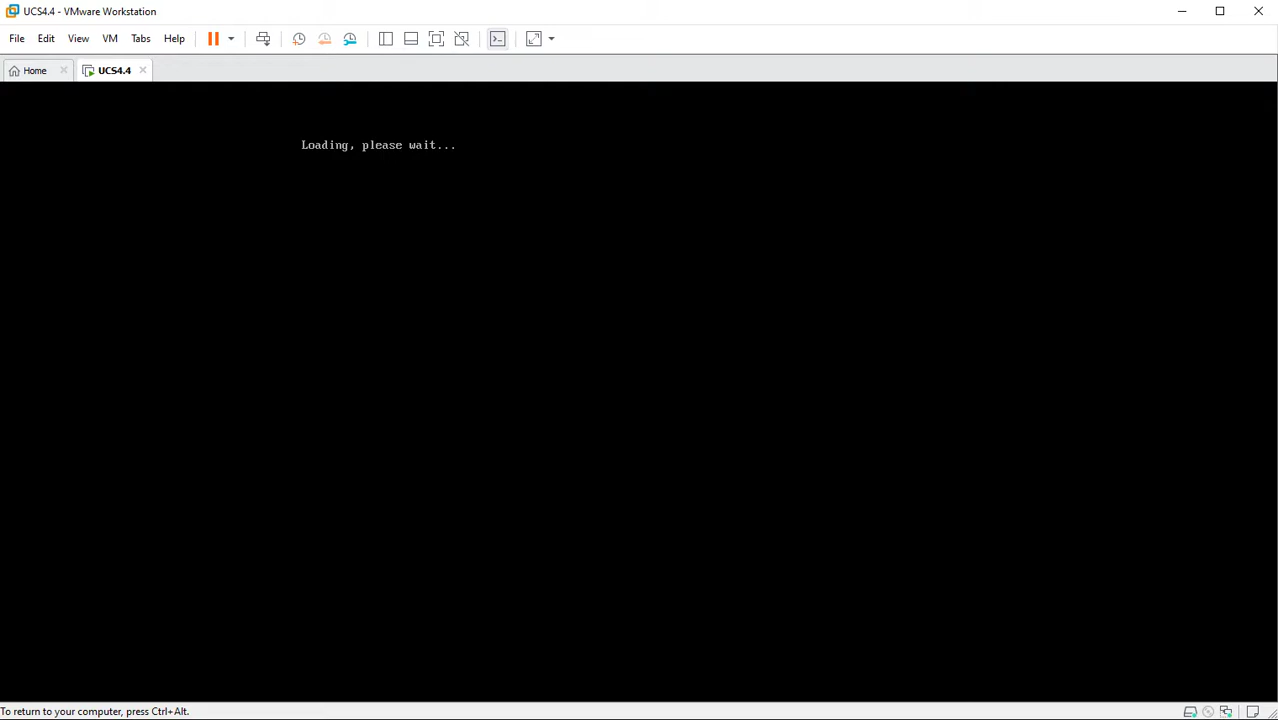 UCS4.4 - VMware Workstation
File Edit View VM Tabs Help
Home UCS4.4
Loading, please wait...
To return to your computer, press Ctrl+Alt.